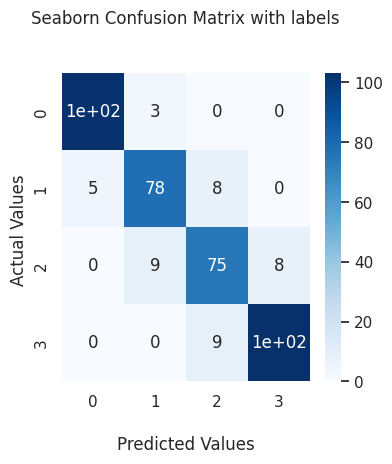 Seaborn Confusion Matrix with labels
0 1e+02 3 0 0
1 5 78 8 0
2 0 9 75 8
3 0 0 9 1e+02
0 1 2 3
Actual Values
Predicted Values
100
80
60
40
20
0